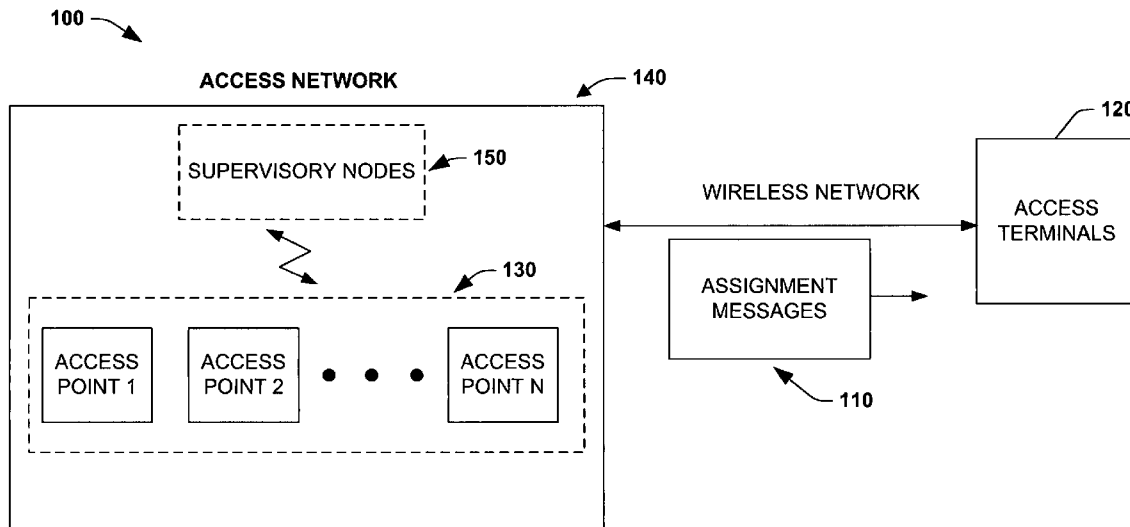 100
ACCESS NETWORK
140
SUPERVISORY NODES
150
130
ACCESS
POINT 1
ACCESS
POINT 2
ACCESS
POINT N
WIRELESS NETWORK
ASSIGNMENT
MESSAGES
110
120
ACCESS
TERMINALS